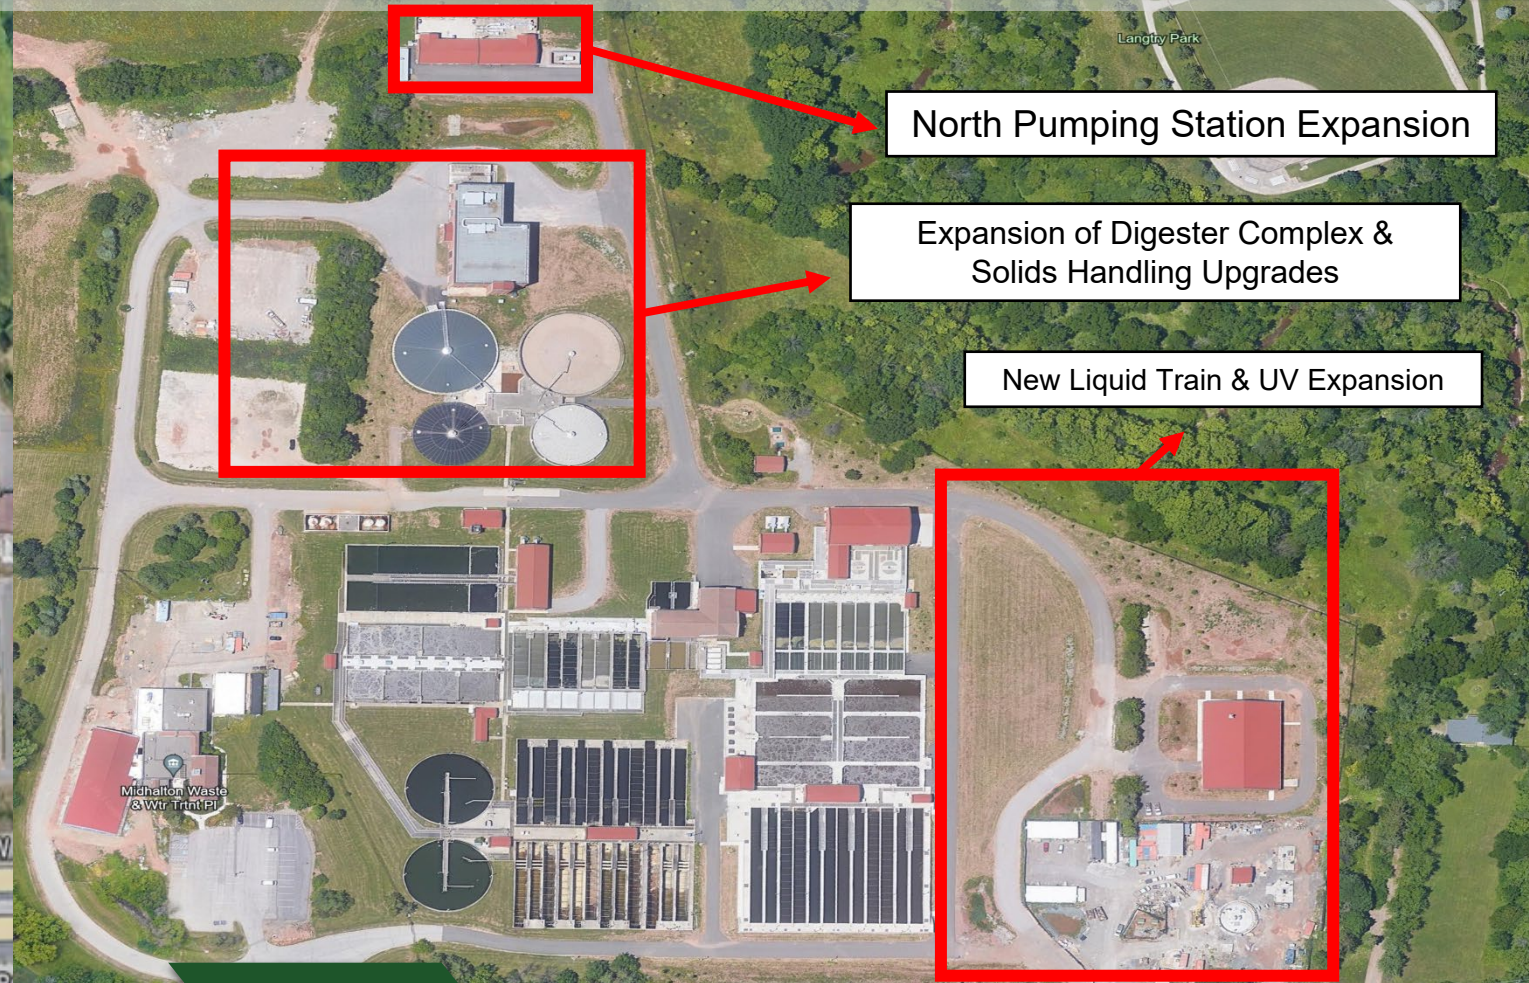 Langtry Park
North Pumping Station Expansion
Expansion of Digester Complex &
Solids Handling Upgrades
New Liquid Train & UV Expansion
Midhalton Waste
& Wtr Trtnt Pl